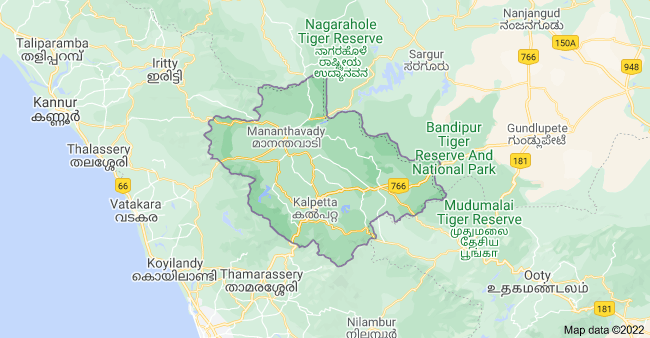 Nagarahole
Tiger Reserve
ನಾಗರಹೊಳೆ
ರಾಷ್ಟ್ರೀಯ
ಉದ್ಯಾನವನ
Nanjangud
ನಂಜನಗೂಡು
150A
766
948
Taliparamba
തളിപ്പറമ്പ്
Iritty
ഇരിട്ടി
Sargur
ಸರಗೂರು
Kannur
കണ്ണൂർ
Mananthavady
മാനന്തവാടി
Bandipur
Tiger
Reserve And
National Park
Gundlupete
ಗುಂಡ್ಲುಪೇಟೆ
181
Thalassery
തലശ്ശേരി
66
766
Vatakara
വടകര
Kalpetta
കൽപറ്റ
Mudumalai
Tiger Reserve
முதுமலை
தேசிய
பூங்கா
Koyilandy
കൊയിലാണ്ടി
Thamarassery
താമരശ്ശേരി
Ooty
உதகமண்டலம்
181
Nilambur
നിലമ്പൂർ
Map data ©2022